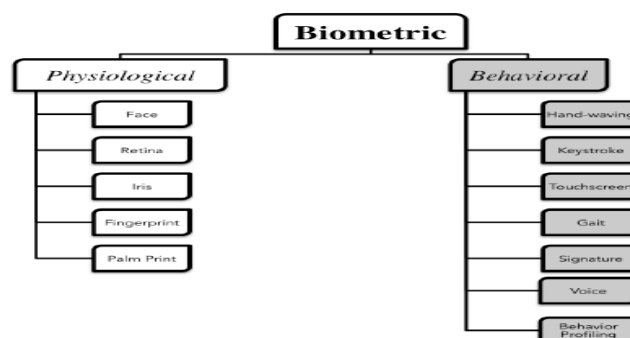 Biometric
Physiological
Behavioral
Face
Retina
Iris
Fingerprint
Palm Print
Hand-waving
Keystroke
Touchscreen
Gait
Signature
Voice
Behavior
Profiling